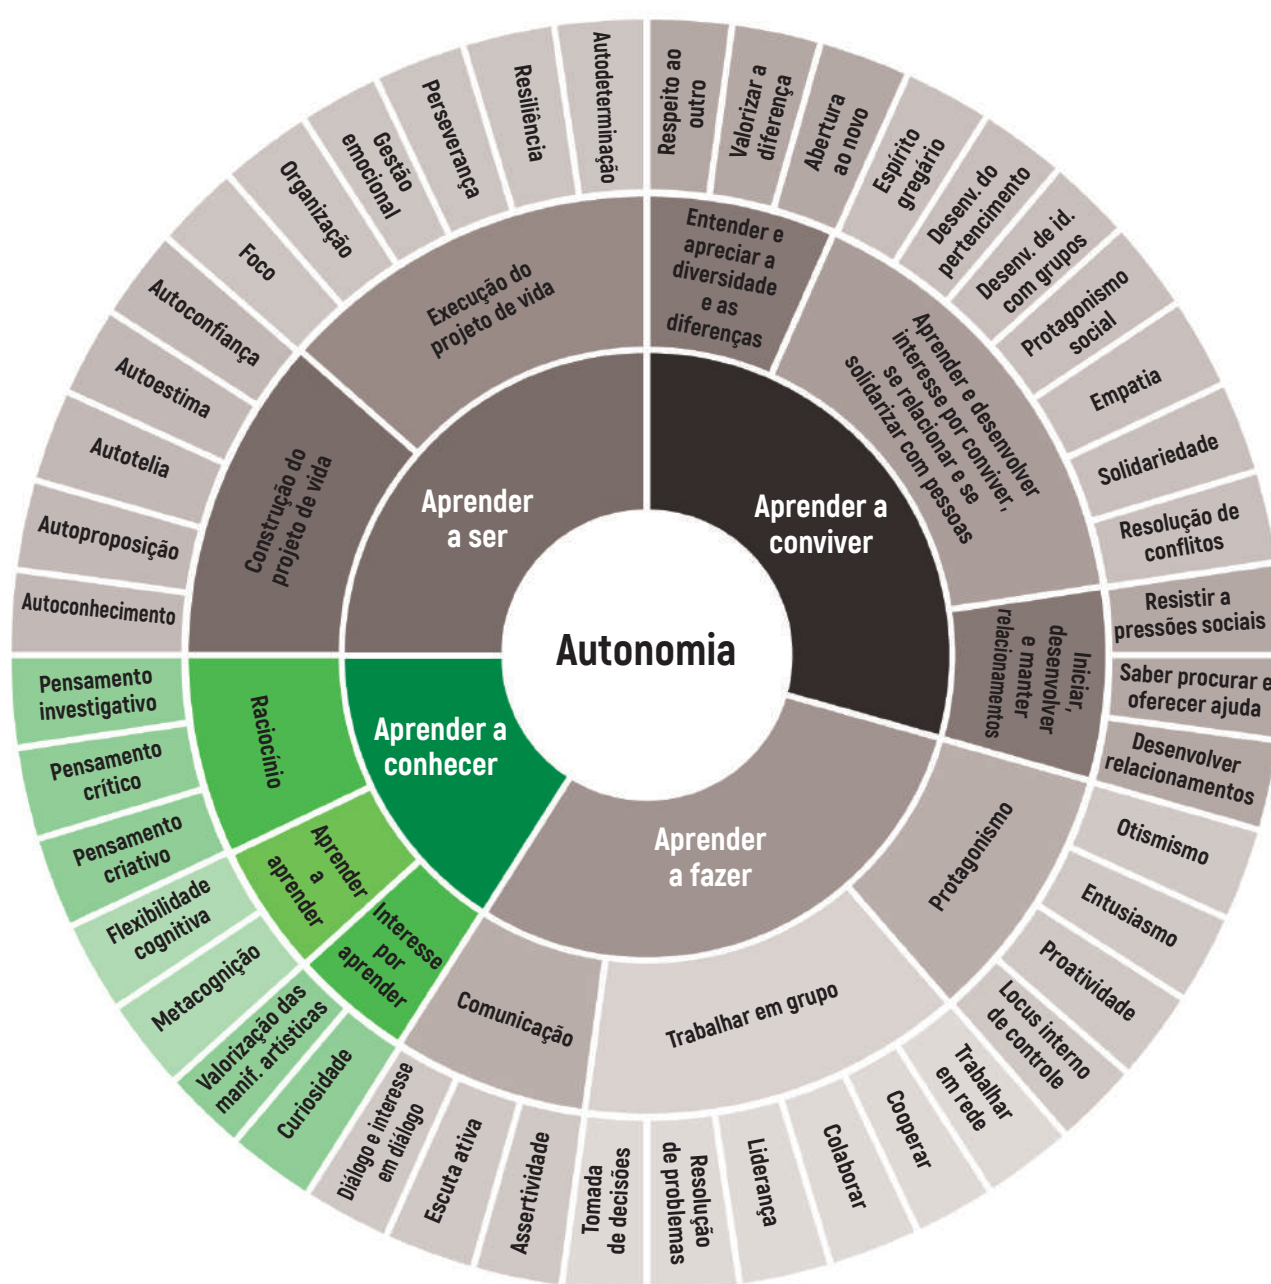 Autonomia
Aprender
a ser
Aprender a
conviver
Aprender
a fazer
Aprender a
conhecer
Construção do
projeto de vida
Execução do
projeto de vida
Entender e
apreciar a
diversidade
e as
diferenças
Aprender e desenvolver
interesse por conviver,
se relacionar e se
solidarizar com pessoas
Iniciar,
desenvolver
e manter
relacionamentos
Protagonismo
Trabalhar em grupo
Comunicação
Interesse
por
aprender
Aprender
a
aprender
Raciocínio
Autoconhecimento
Autoproposição
Autotelia
Autoestima
Autoconfiança
Foco
Organização
Gestão
emocional
Perseverança
Resiliência
Autodeterminação
Respeito ao
outro
Valorizar a
diferença
Abertura
ao novo
Espírito
gregário
Desenv. do
pertencimento
Desenv. de id.
com grupos
Protagonismo
social
Empatia
Solidariedade
Resolução de
conflitos
Resistir a
pressões sociais
Saber procurar e
oferecer ajuda
Desenvolver
relacionamentos
Otismismo
Entusiasmo
Proatividade
Locus interno
de controle
Trabalhar
em rede
Cooperar
Colaborar
Liderança
Resolução
de problemas
Tomada
de decisões
Assertividade
Escuta ativa
Diálogo e interesse
em diálogo
Curiosidade
Valorização das
manif. artísticas
Metacognição
Flexibilidade
cognitiva
Pensamento
criativo
Pensamento
crítico
Pensamento
investigativo